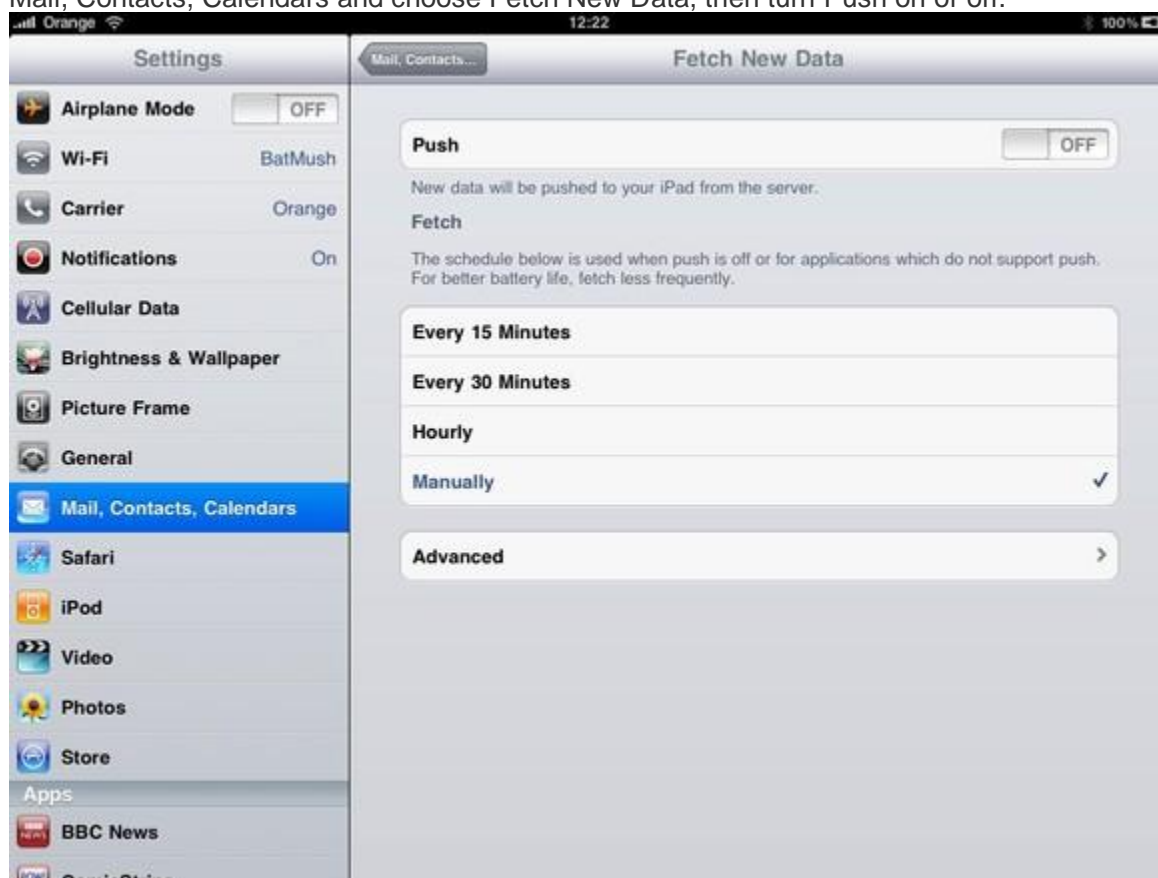 Mail, Contacts, Calendars and choose Fetch New Data, then turn Push on or off.
Orange 12:22 100%
Settings
Mail, Contacts... Fetch New Data
Airplane Mode OFF
Wi-Fi BatMush
Carrier Orange
Notifications On
Cellular Data
Brightness & Wallpaper
Picture Frame
General
Mail, Contacts, Calendars
Safari
iPod
Video
Photos
Store
Apps
BBC News
Push OFF
New data will be pushed to your iPad from the server.
Fetch
The schedule below is used when push is off or for applications which do not support push.
For better battery life, fetch less frequently.
Every 15 Minutes
Every 30 Minutes
Hourly
Manually
Advanced